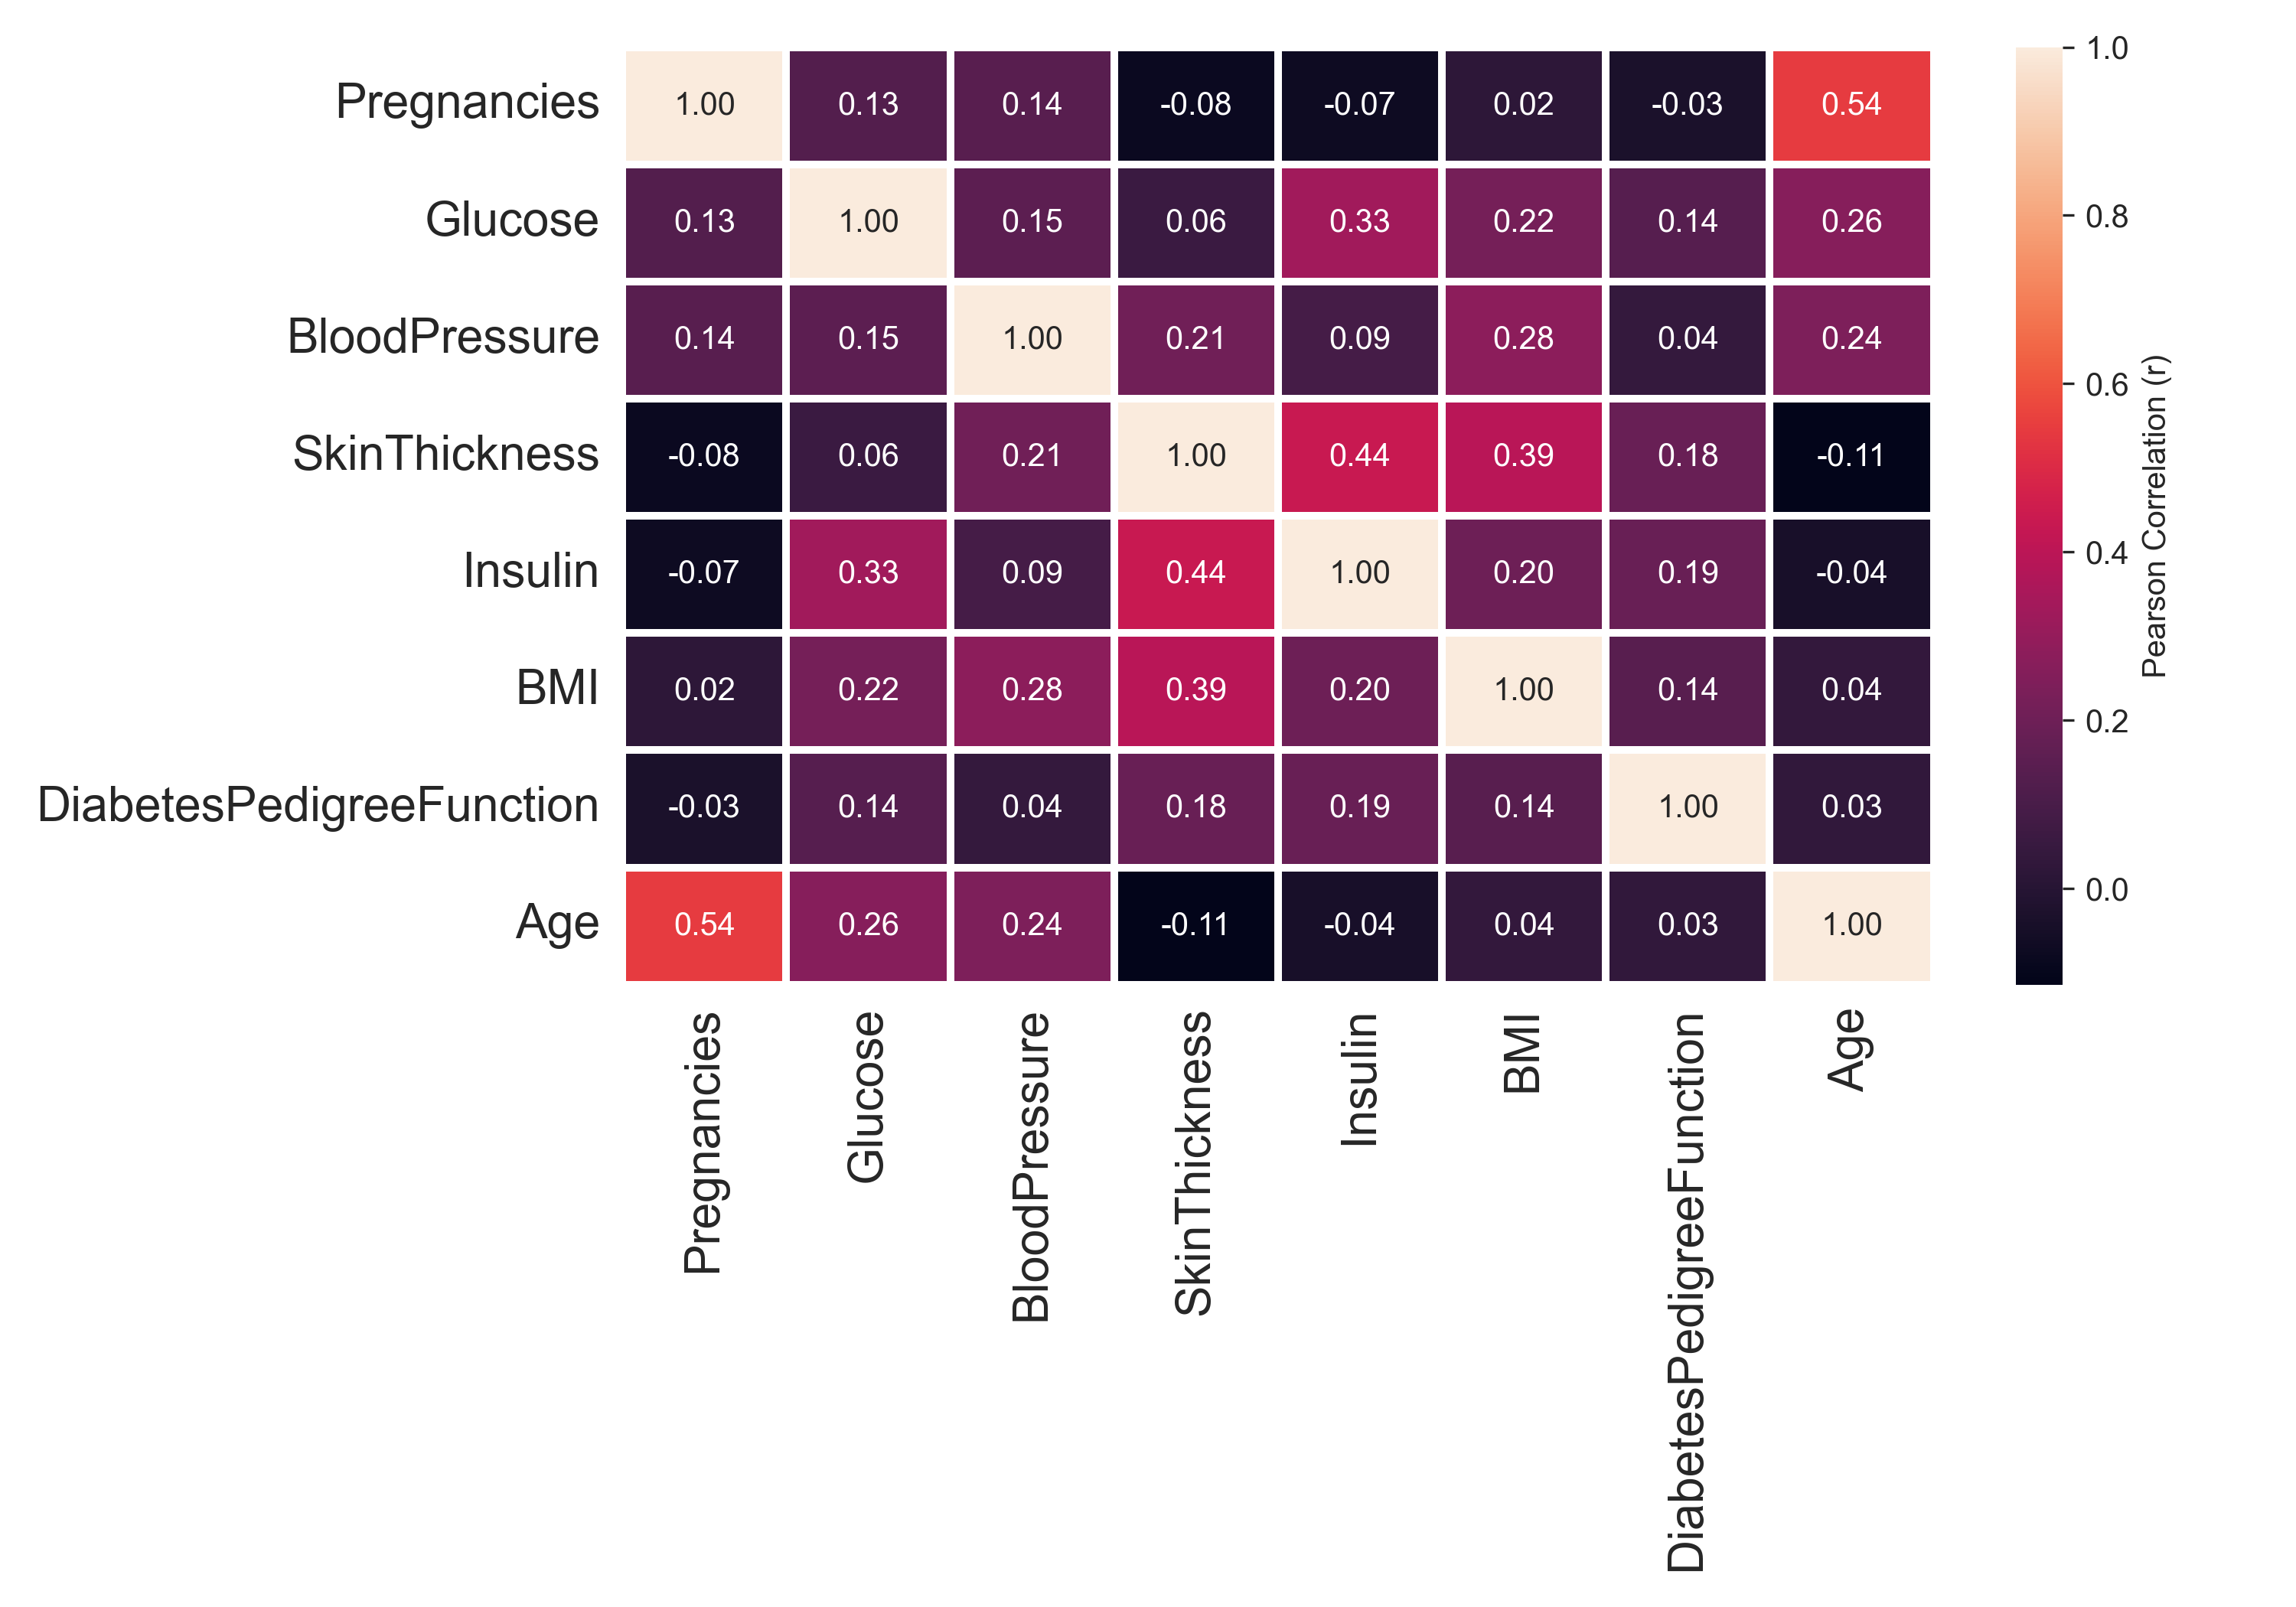 Pregnancies 1.00 0.13 0.14 -0.08 -0.07 0.02 -0.03 0.54
Glucose 0.13 1.00 0.15 0.06 0.33 0.22 0.14 0.26
BloodPressure 0.14 0.15 1.00 0.21 0.09 0.28 0.04 0.24
SkinThickness -0.08 0.06 0.21 1.00 0.44 0.39 0.18 -0.11
Insulin -0.07 0.33 0.09 0.44 1.00 0.20 0.19 -0.04
BMI 0.02 0.22 0.28 0.39 0.20 1.00 0.14 0.04
DiabetesPedigreeFunction -0.03 0.14 0.04 0.18 0.19 0.14 1.00 0.03
Age 0.54 0.26 0.24 -0.11 -0.04 0.04 0.03 1.00
Pregnancies
Glucose
BloodPressure
SkinThickness
Insulin
BMI
DiabetesPedigreeFunction
Age
1.0
0.8
0.6
0.4
0.2
0.0
Pearson Correlation (r)